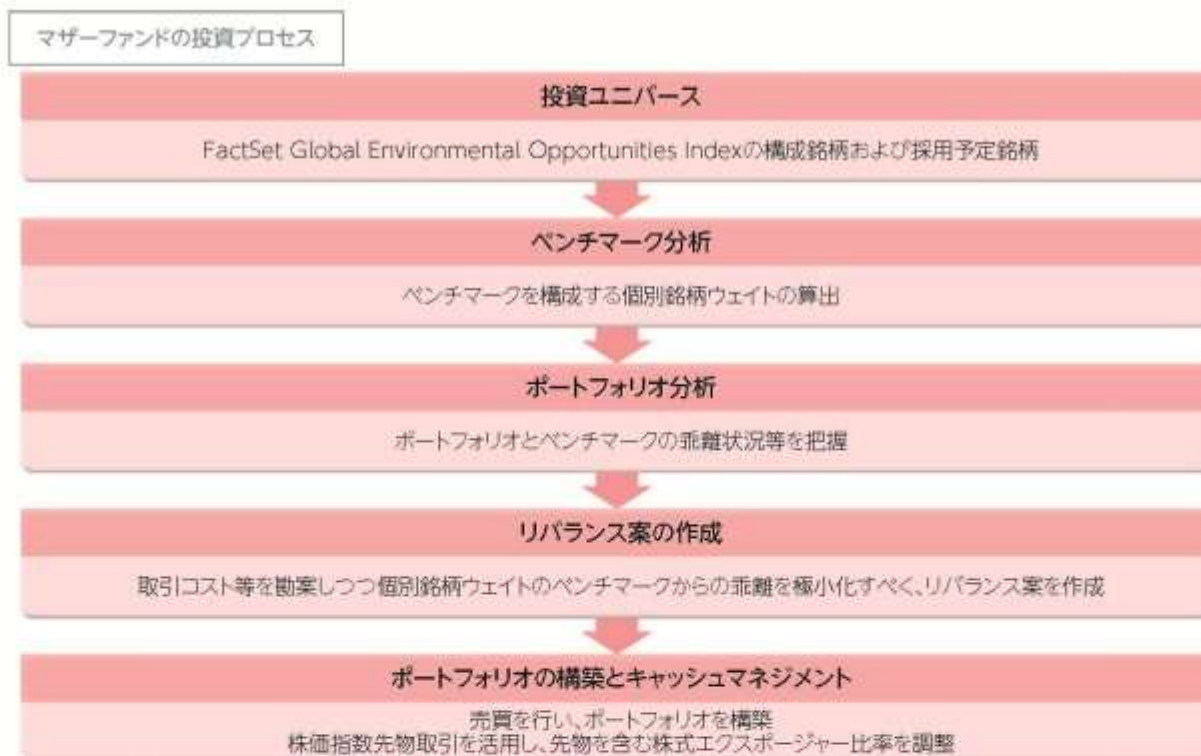 マザーファンドの投資プロセス
投資ユニバース
FactSet Global Environmental Opportunities Indexの構成銘柄および採用予定銘柄
ベンチマーク分析
ベンチマークを構成する個別銘柄ウェイトの算出
ポートフォリオ分析
ポートフォリオとベンチマークの乖離状況等を把握
リバランス案の作成
取引コスト等を勘案しつつ個別銘柄ウェイトのベンチマークからの乖離を極小化すべく、リバランス案を作成
ポートフォリオの構築とキャッシュマネジメント
売買を行い、ポートフォリオを構築
株価指数先物取引を活用し、先物を含む株式エクスポージャー比率を調整